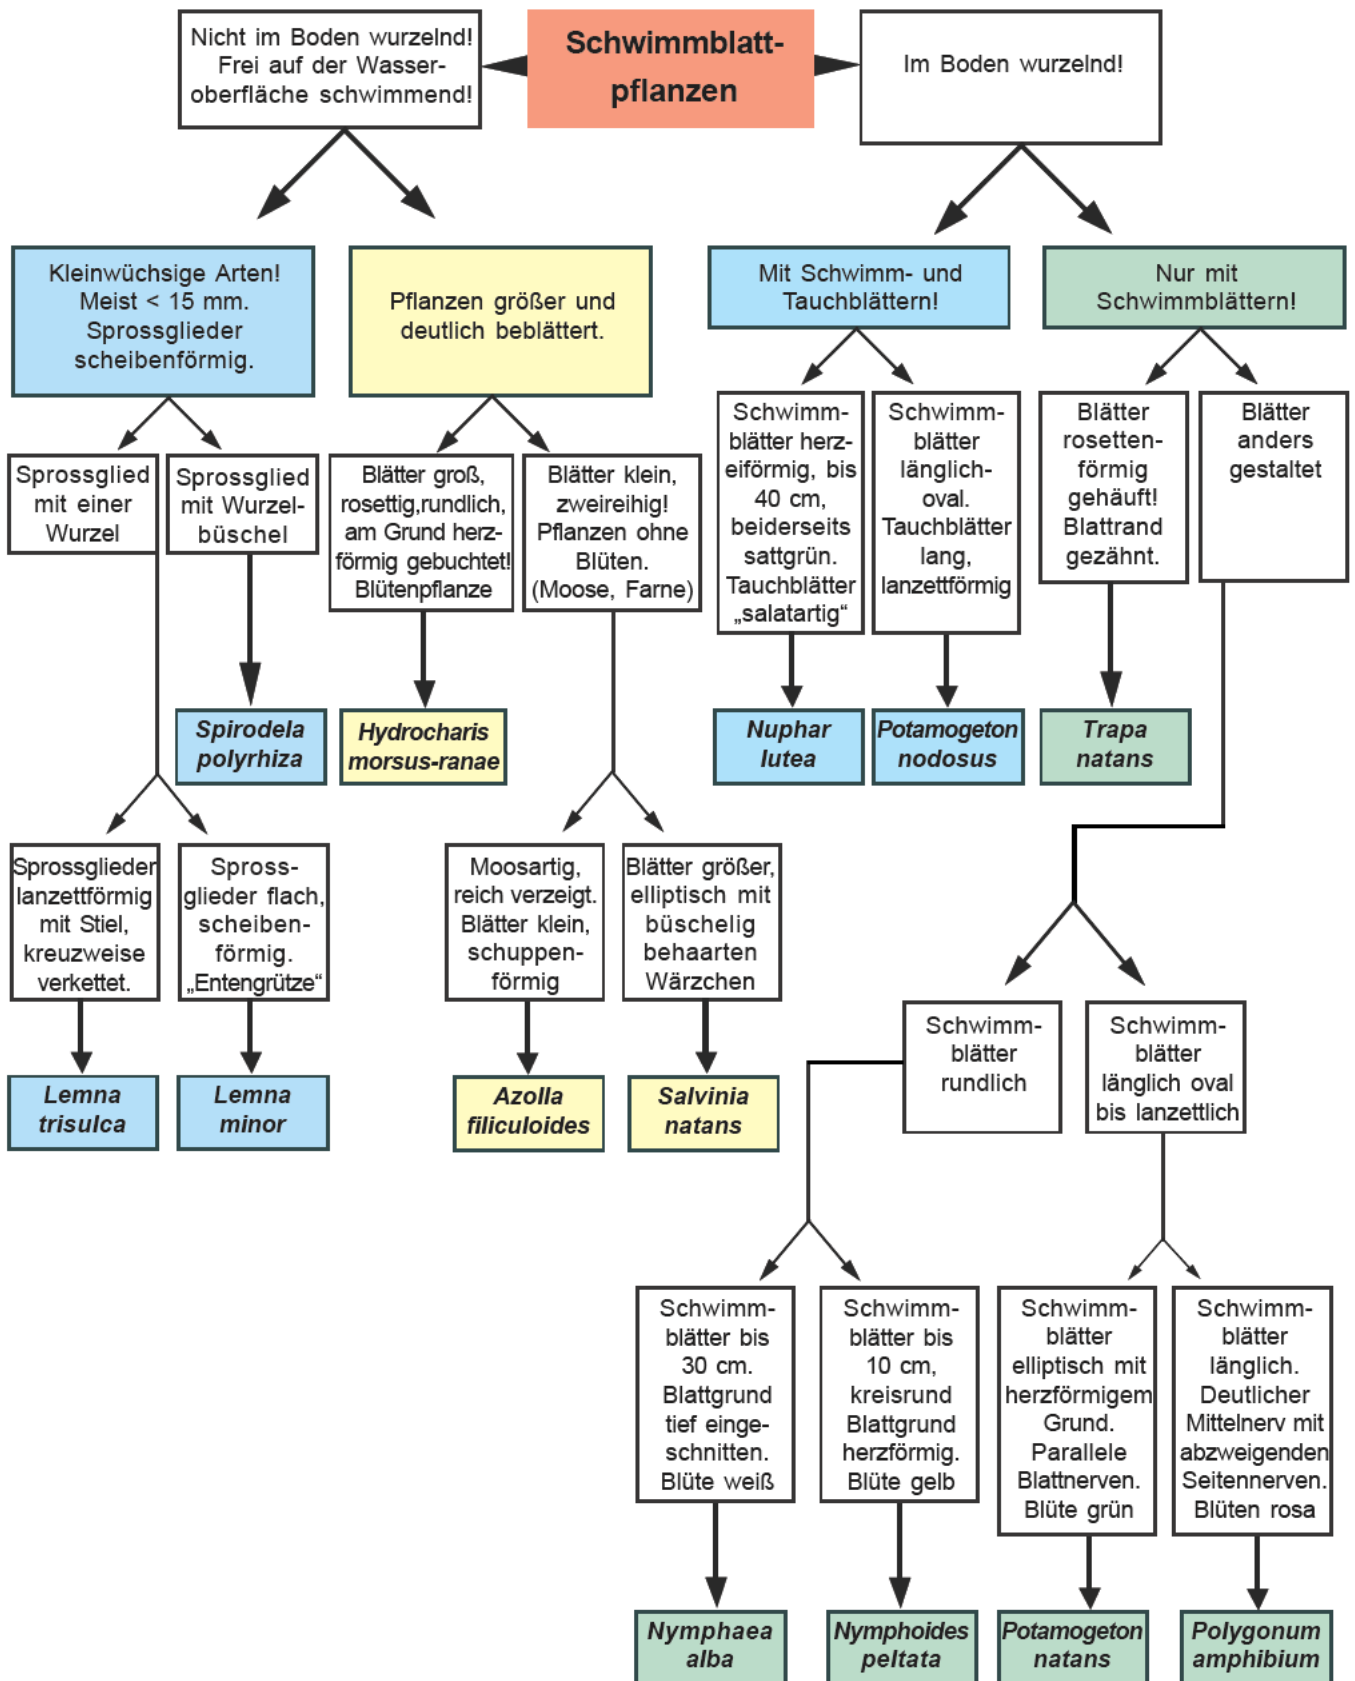 Nicht im Boden wurzelnd!
Frei auf der Wasser-
oberfläche schwimmend!
Schwimmblatt-
pflanzen
Im Boden wurzelnd!
Kleinwüchsige Arten!
Meist < 15 mm.
Sprossglieder
scheibenförmig.
Pflanzen größer und
deutlich beblättert.
Mit Schwimm- und
Tauchblättern!
Nur mit
Schwimmblättern!
Sprossglied
mit einer
Wurzel
Sprossglied
mit Wurzel-
büschel
Blätter groß,
rosettig,rundlich,
am Grund herz-
förmig gebuchtet!
Blütenpflanze
Blätter klein,
zweireihig!
Pflanzen ohne
Blüten.
(Moose, Farne)
Schwimm-
blätter herz-
eiförmig, bis
40 cm,
beiderseits
sattgrün.
Tauchblätter
„salatartig“
Schwimm-
blätter
länglich-
oval.
Tauchblätter
lang,
lanzettförmig
Blätter
rosetten-
förmig
gehäuft!
Blattrand
gezähnt.
Blätter
anders
gestaltet
Spirodela
polyrhiza
Hydrocharis
morsus-ranae
Nuphar
lutea
Potamogeton
nodosus
Trapa
natans
Sprossglieder
lanzettförmig
mit Stiel,
kreuzweise
verkettet.
Spross-
glieder flach,
scheiben-
förmig.
„Entengrütze“
Moosartig,
reich verzeigt.
Blätter klein,
schuppen-
förmig
Blätter größer,
elliptisch mit
büschelig
behaarten
Wärzchen
Lemna
trisulca
Lemna
minor
Azolla
filiculoides
Salvinia
natans
Schwimm-
blätter
rundlich
Schwimm-
blätter
länglich oval
bis lanzettlich
Schwimm-
blätter bis
30 cm.
Blattgrund
tief einge-
schnitten.
Blüte weiß
Schwimm-
blätter bis
10 cm,
kreisrund
Blattgrund
herzförmig.
Blüte gelb
Schwimm-
blätter
elliptisch mit
herzförmigem
Grund.
Parallele
Blattnerven.
Blüte grün
Schwimm-
blätter
länglich.
Deutlicher
Mittelnerv mit
abzweigenden
Seitennerven.
Blüten rosa
Nymphaea
alba
Nymphoides
peltata
Potamogeton
natans
Polygonum
amphibium